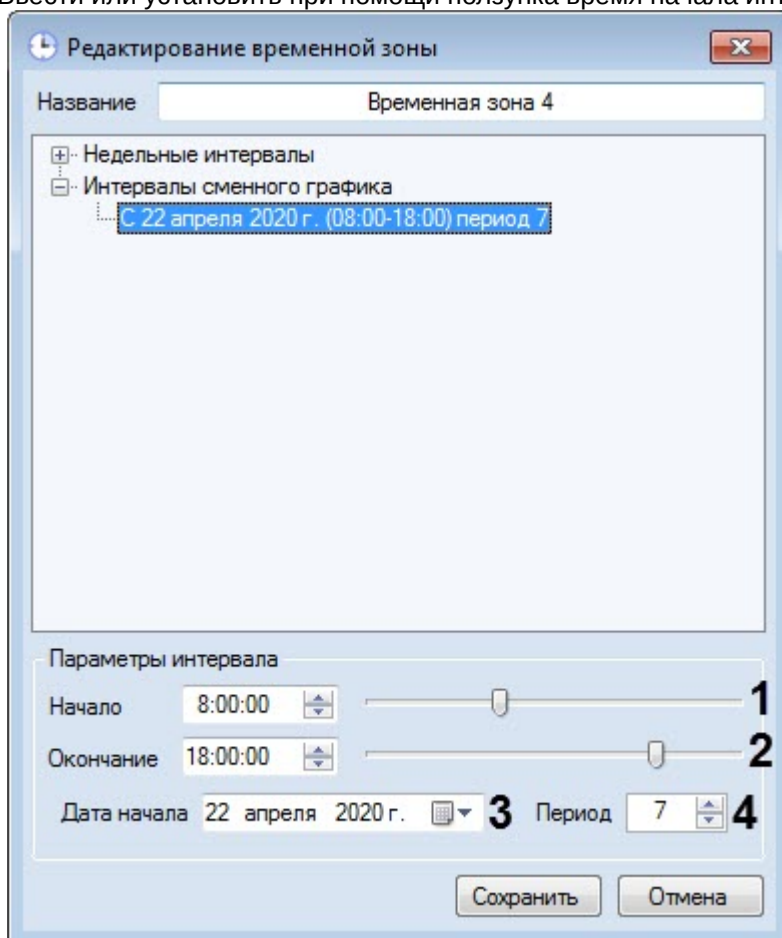 Ввести или установить при помощи ползунка время начала
Редактирование временной зоны
Название Временная зона 4
Недельные интервалы
Интервалы сменного графика
С 22 апреля 2020 г. (08:00-18:00) период 7
Параметры интервала
Начало 8:00:00 1
Окончание 18:00:00 2
Дата начала 22 апреля 2020 г. 3 Период 7 4
Сохранить Отмена